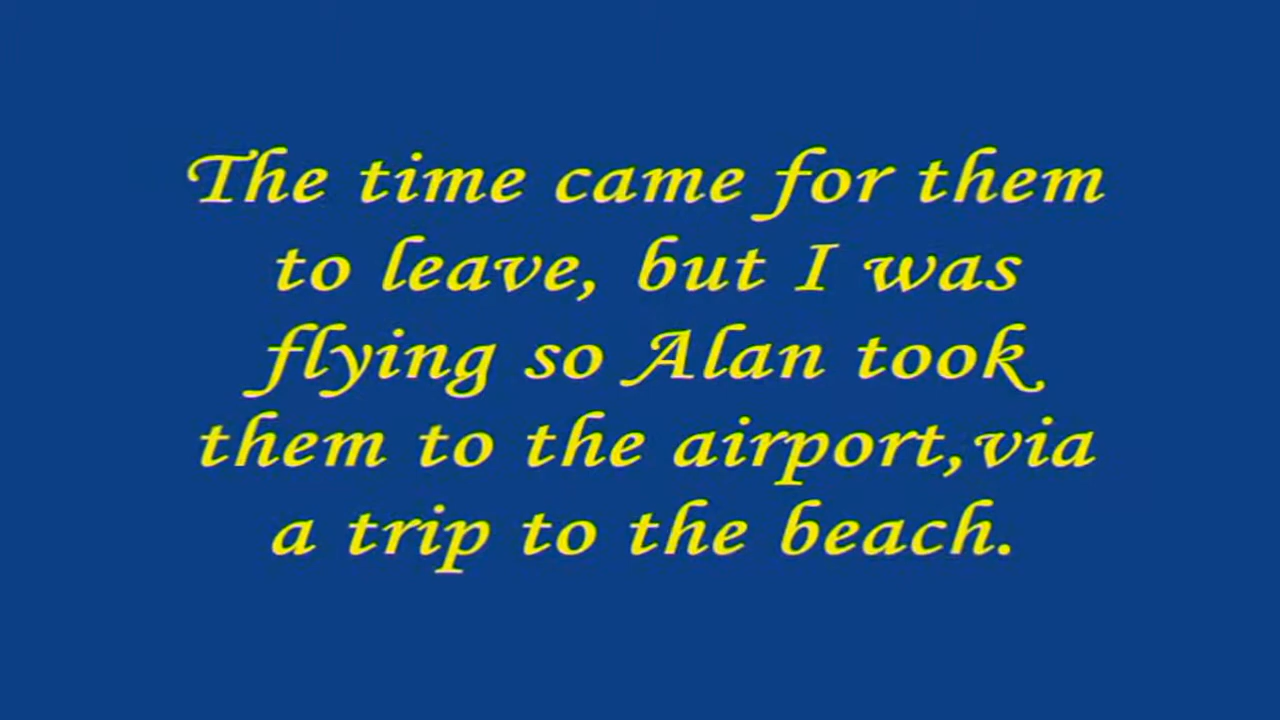 The time came for them
to leave, but I was
flying so Alan took
them to the airport,via
a trip to the beach.